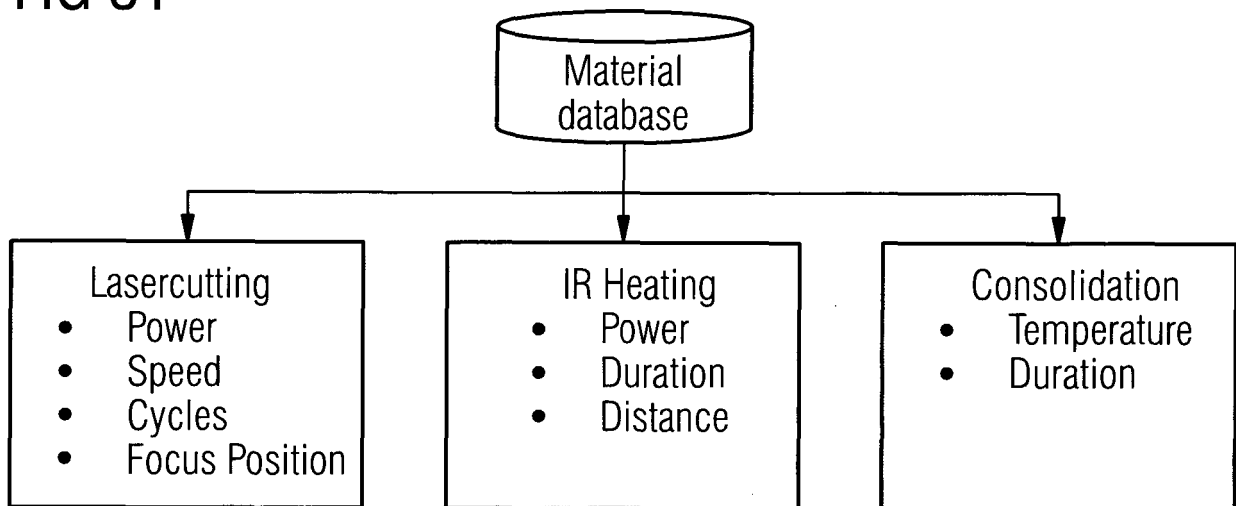 Material
database
Lasercutting
• Power
• Speed
• Cycles
• Focus Position
IR Heating
• Power
• Duration
• Distance
Consolidation
• Temperature
• Duration